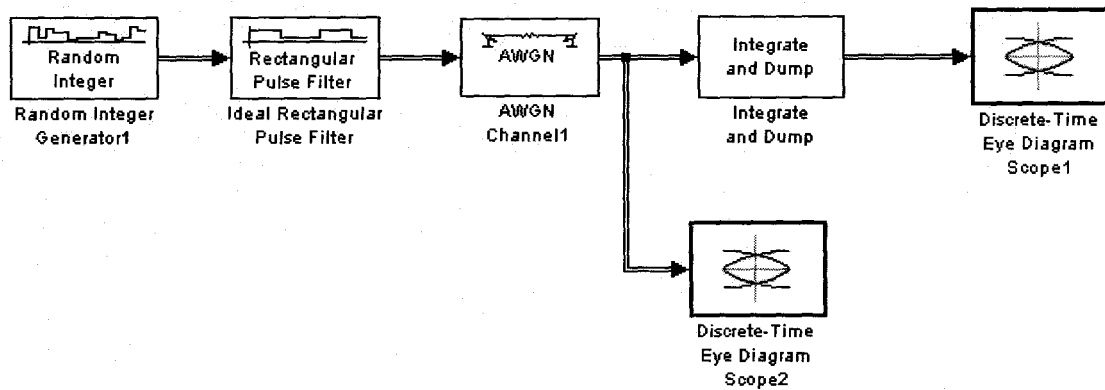 Random
Integer
Random Integer
Generator1
Rectangular
Pulse Filter
Ideal Rectangular
Pulse Filter
AWGN
AWGN
Channel1
Integrate
and Dump
Integrate
and Dump
Discrete-Time
Eye Diagram
Scope1
Discrete-Time
Eye Diagram
Scope2